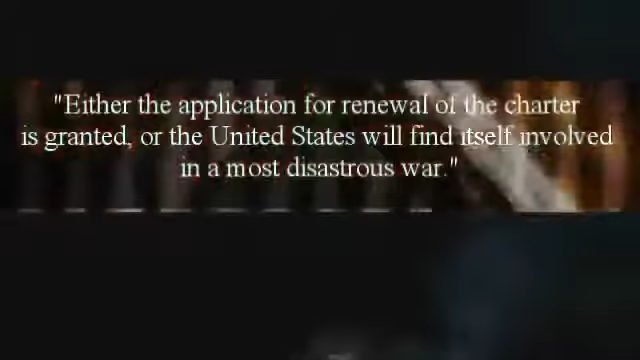 "Either the application for renewal of the charter
is granted, or the United States will find itself involved
in a most disastrous war."